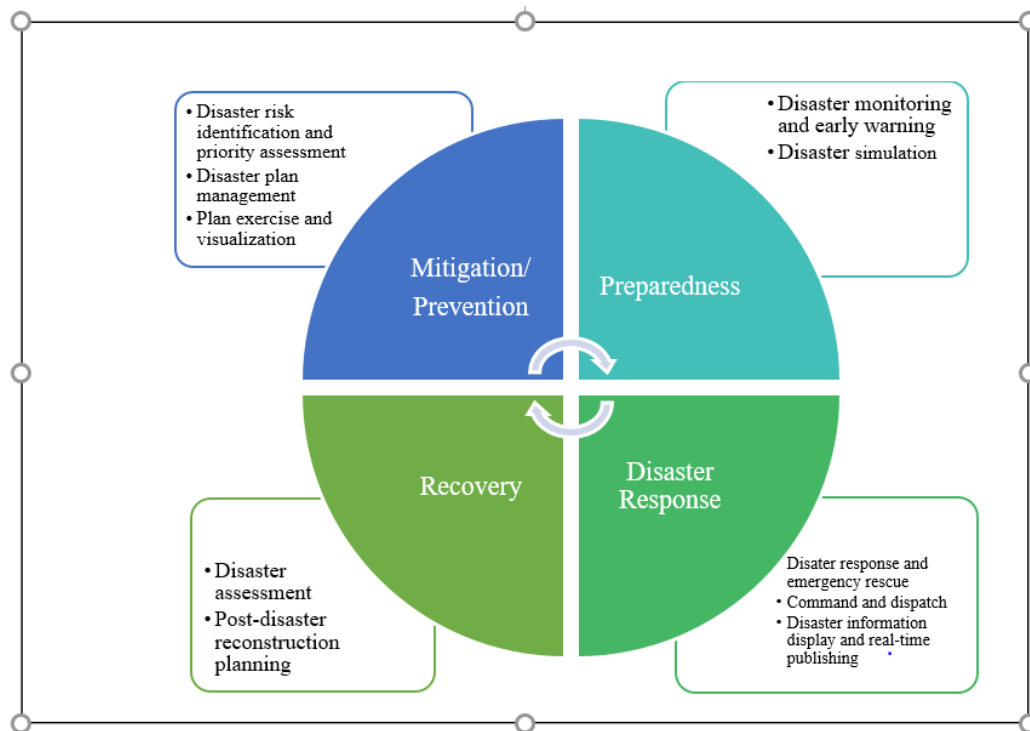 • Disaster risk
identification and
priority assessment
• Disaster plan
management
• Plan exercise and
visualization
• Disaster monitoring
and early warning
• Disaster simulation
Mitigation/
Prevention
Preparedness
Recovery
Disaster
Response
• Disaster
assessment
• Post-disaster
reconstruction
planning
Disater response and
emergency rescue
• Command and dispatch
• Disaster information
display and real-time
publishing